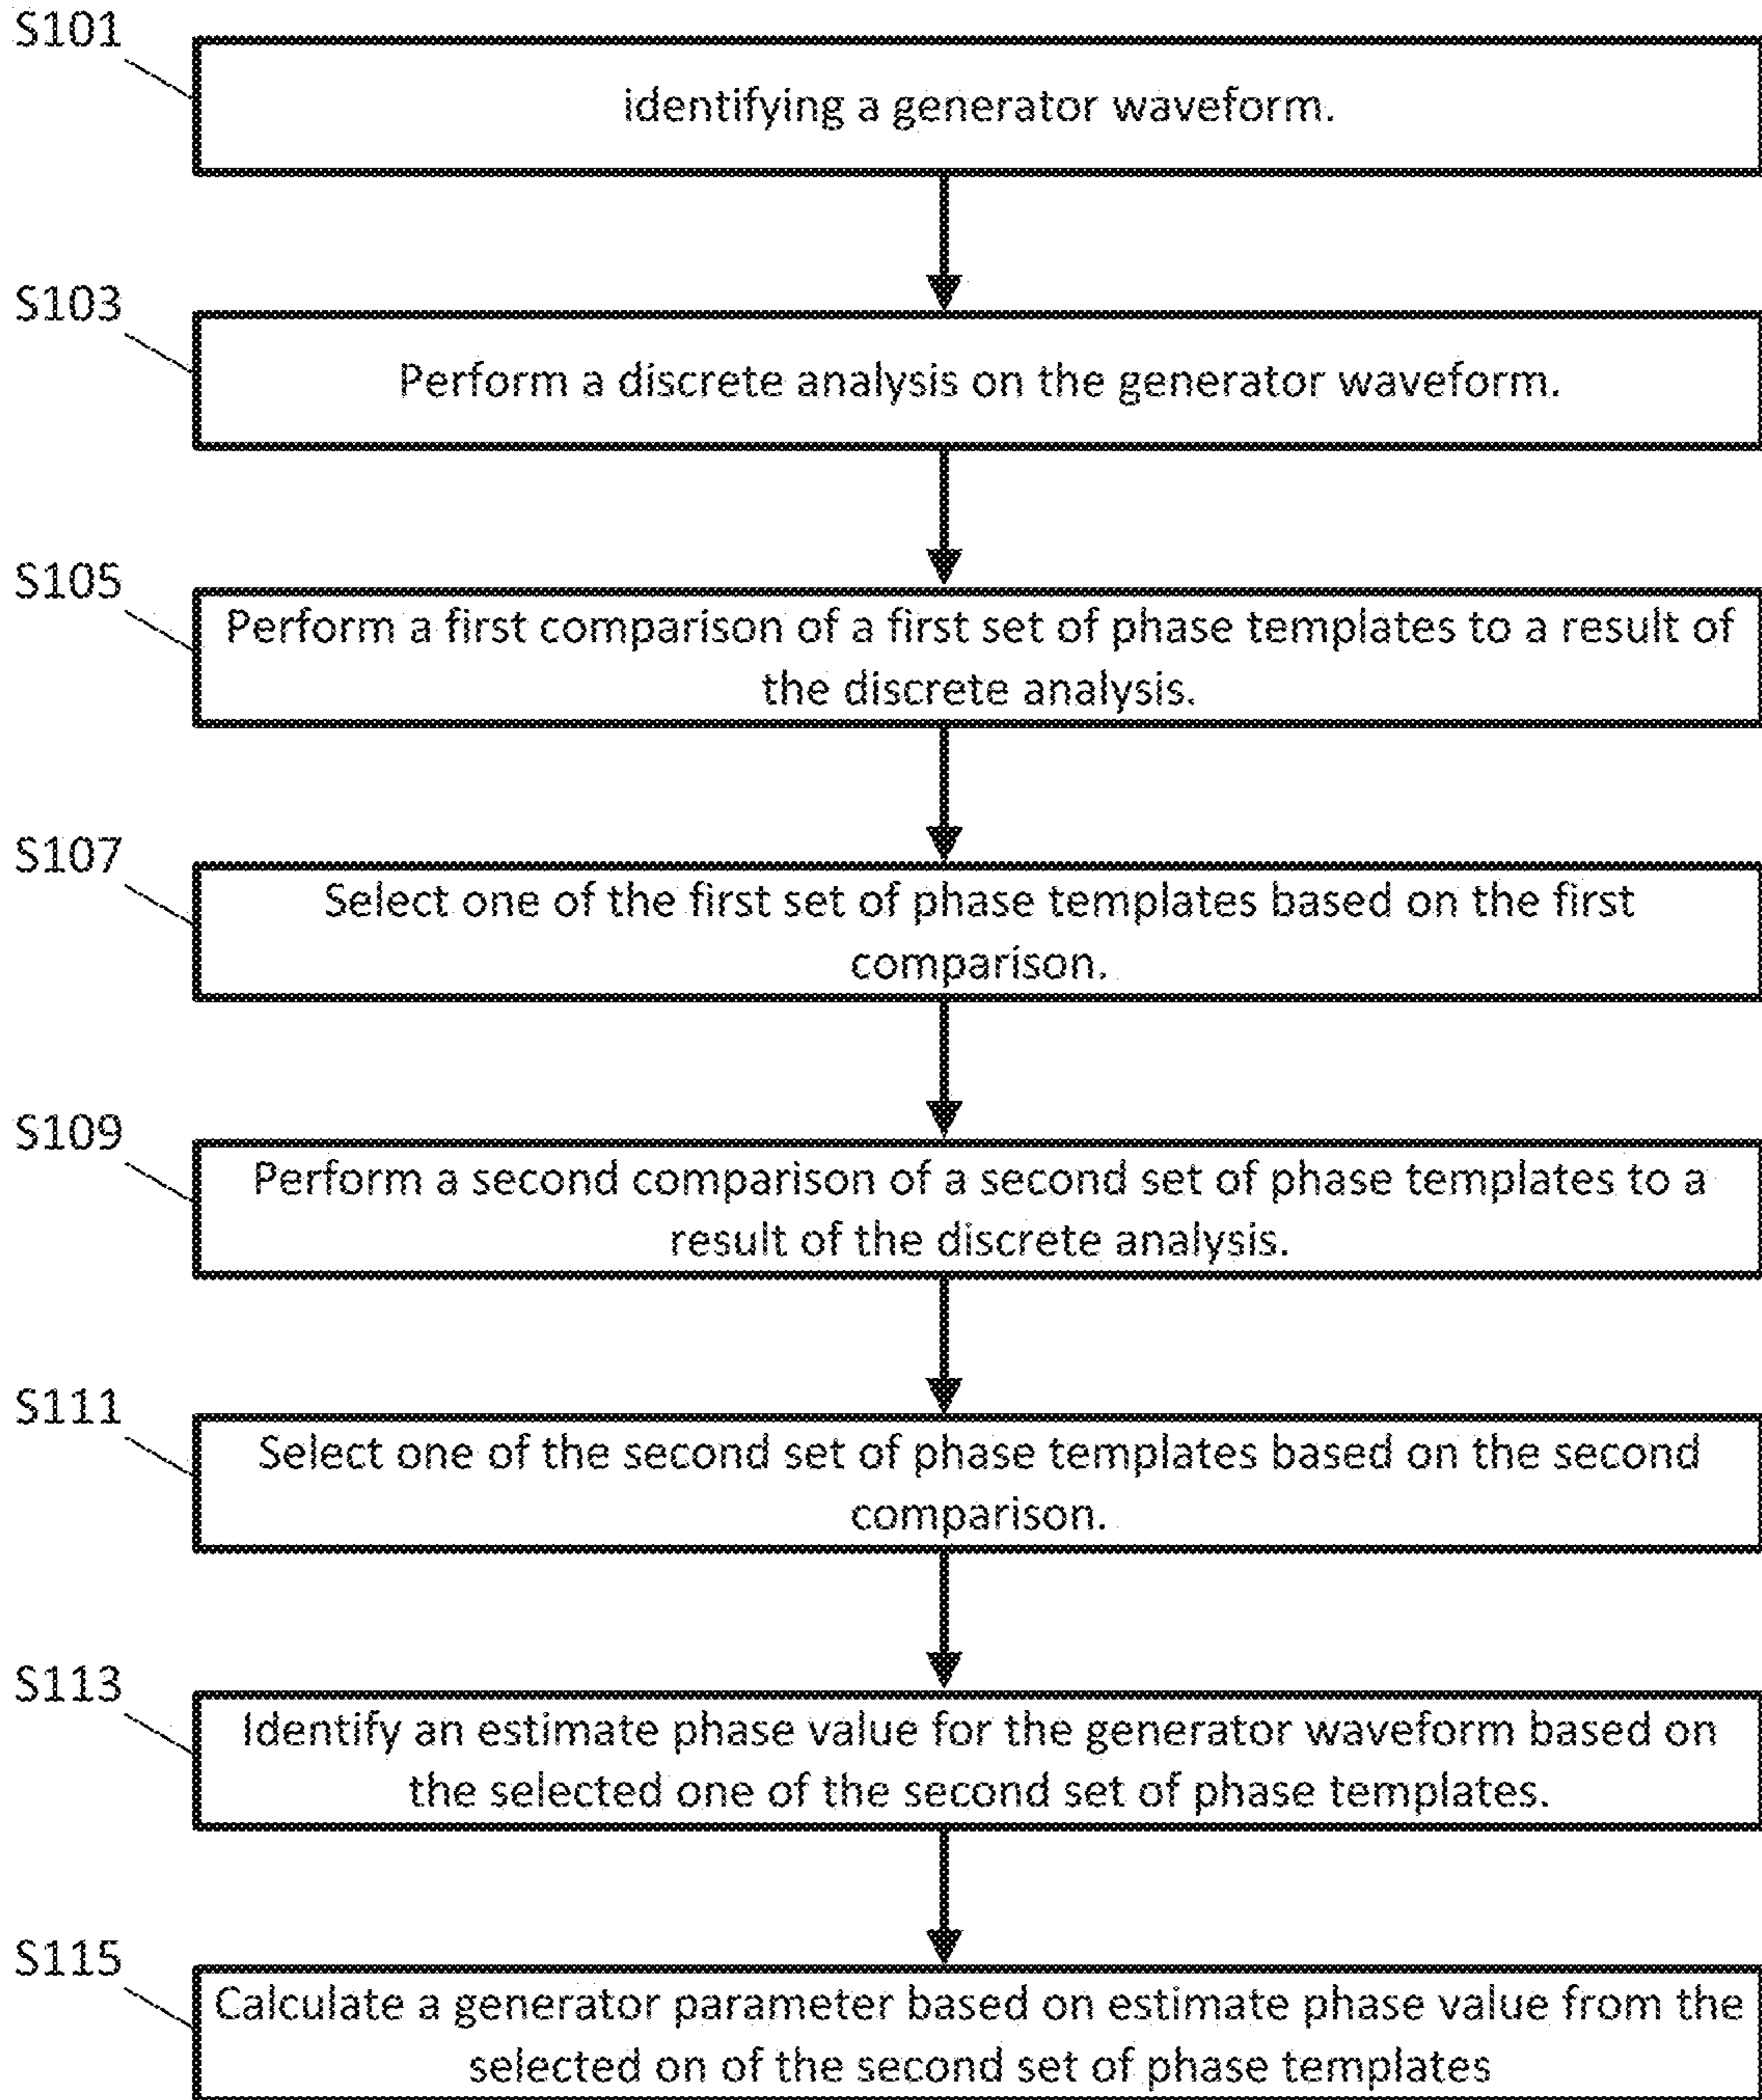 S101
identifying a generator waveform.
S103
Perform a discrete analysis on the generator waveform.
S105
Perform a first comparison of a first set of phase templates to a result of
the discrete analysis.
S107
Select one of the first set of phase templates based on the first
comparison.
S109
Perform a second comparison of a second set of phase templates to a
result of the discrete analysis.
S111
Select one of the second set of phase templates based on the second
comparison.
S113
Identify an estimate phase value for the generator waveform based on
the selected one of the second set of phase templates.
S115
Calculate a generator parameter based on estimate phase value from the
selected on of the second set of phase templates